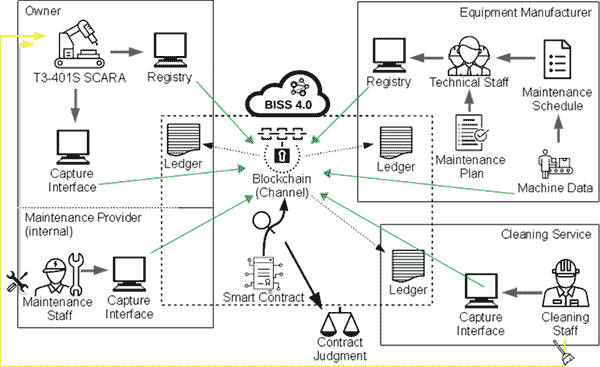 Owner
T3-401S SCARA
Registry
Capture
Interface
Maintenance Provider
(internal)
Maintenance
Staff
Capture
Interface
BISS 4.0
Ledger
Ledger
Blockchain
(Channel)
Smart Contract
Ledger
Contract
Judgment
Equipment Manufacturer
Registry
Technical Staff
Maintenance
Schedule
Maintenance
Plan
Machine Data
Cleaning Service
Capture
Interface
Cleaning
Staff